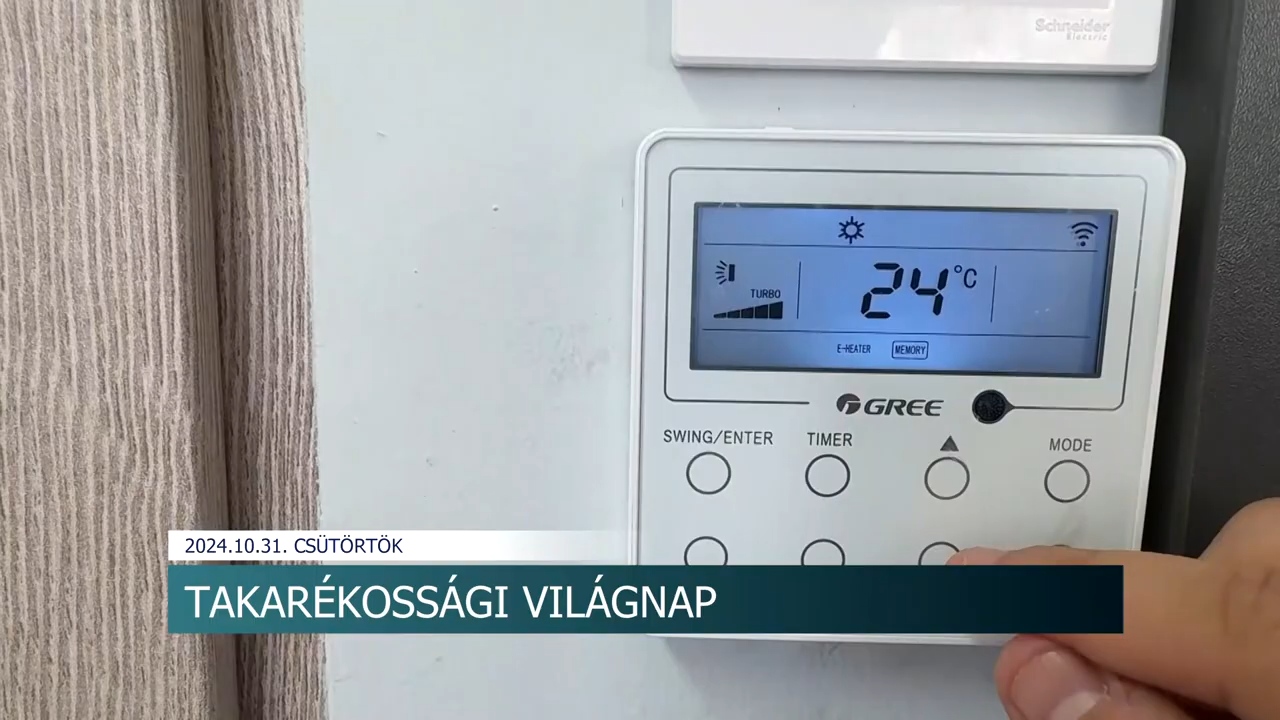 Schneider
Electric
TURBO
24°C
E-HEATER MEMORY
GREE
SWING/ENTER TIMER MODE
2024.10.31. CSÜTÖRTÖK
TAKARÉKOSSÁGI VILÁGNAP